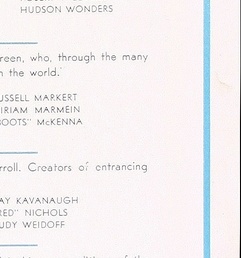 HUDSON WONDERS
reen, who, through the many
n the world.'
USSELL MARKERT
IRIAM MARMEIN
BOOTS" McKENNA
rroll. Creators of entrancing
AY KAVANAUGH
RED" NICHOLS
UDY WEIDOFF